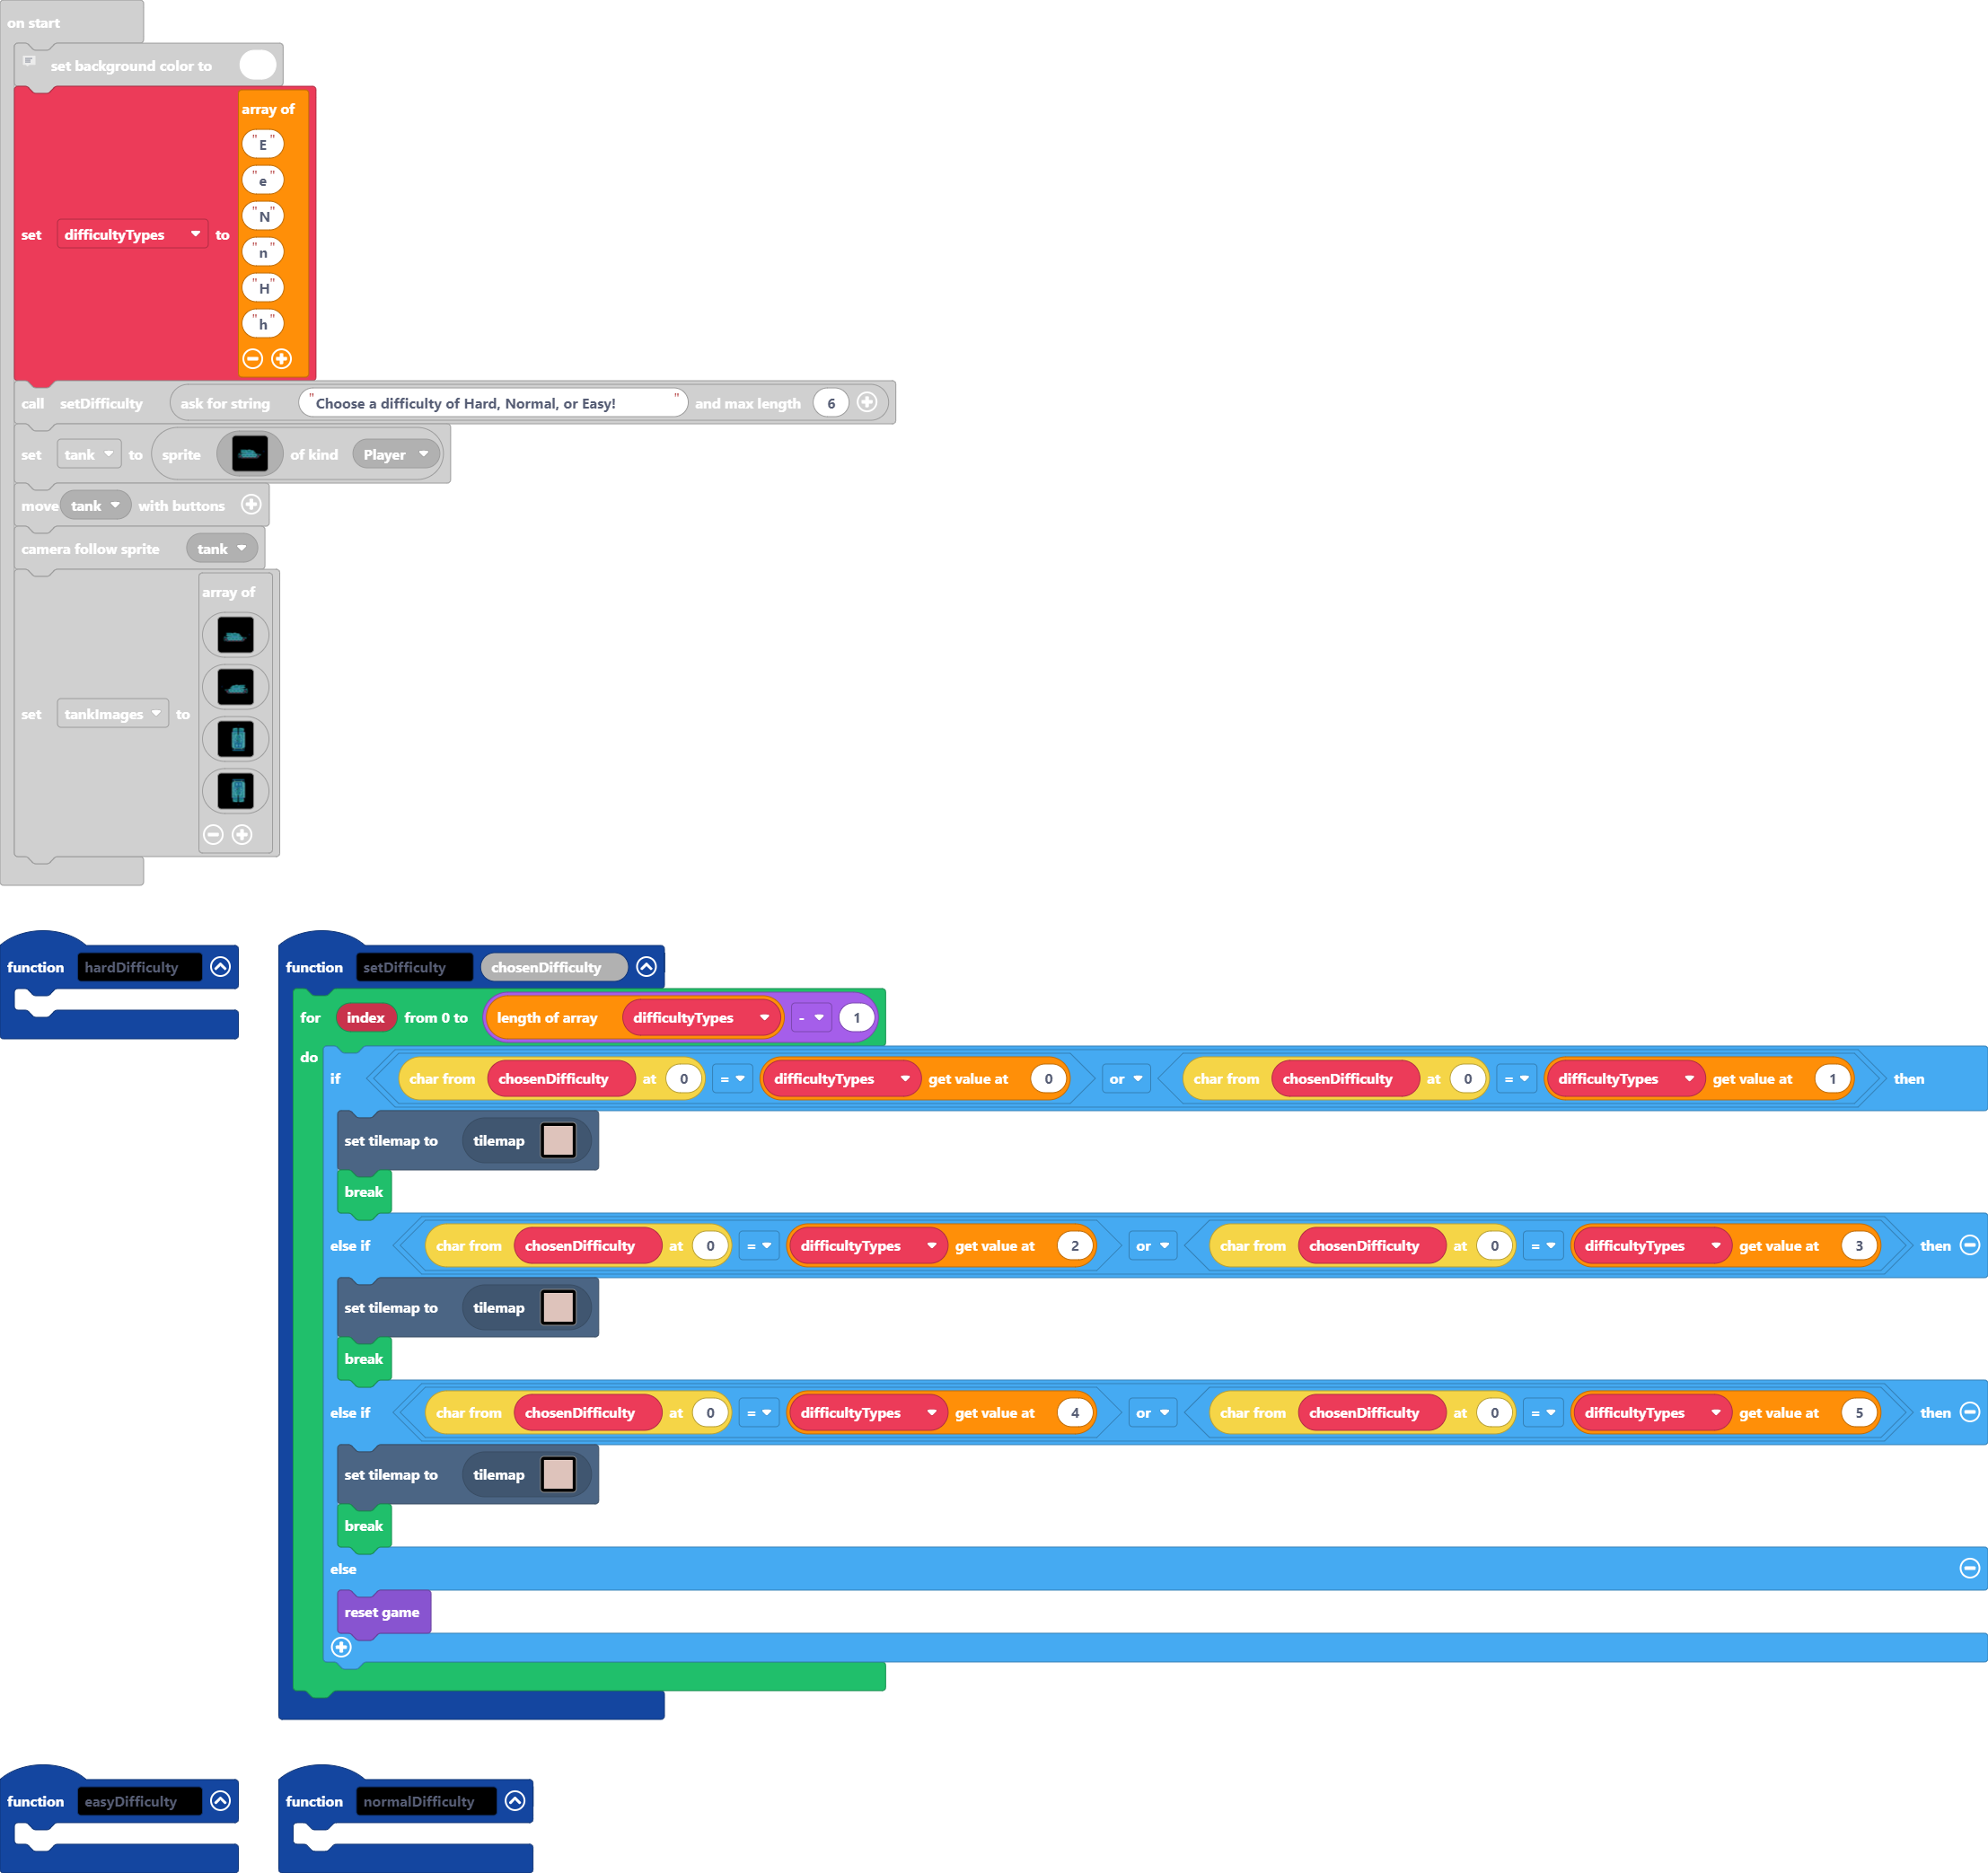 on start
set background color to
array of
"E"
"e"
"N"
"n"
"H"
"h"
set difficultyTypes to
call setDifficulty ask for string "Choose a difficulty of Hard, Normal, or Easy!" and max length 6
set tank to sprite of kind Player
move tank with buttons
camera follow sprite tank
array of
set tankImages to
function hardDifficulty
function setDifficulty chosenDifficulty
for index from 0 to length of array difficultyTypes - 1
do
if char from chosenDifficulty at 0 = difficultyTypes get value at 0 or char from chosenDifficulty at 0 = difficultyTypes get value at 1 then
set tilemap to tilemap
break
else if char from chosenDifficulty at 0 = difficultyTypes get value at 2 or char from chosenDifficulty at 0 = difficultyTypes get value at 3 then
set tilemap to tilemap
break
else if char from chosenDifficulty at 0 = difficultyTypes get value at 4 or char from chosenDifficulty at 0 = difficultyTypes get value at 5 then
set tilemap to tilemap
break
else
reset game
function easyDifficulty
function normalDifficulty